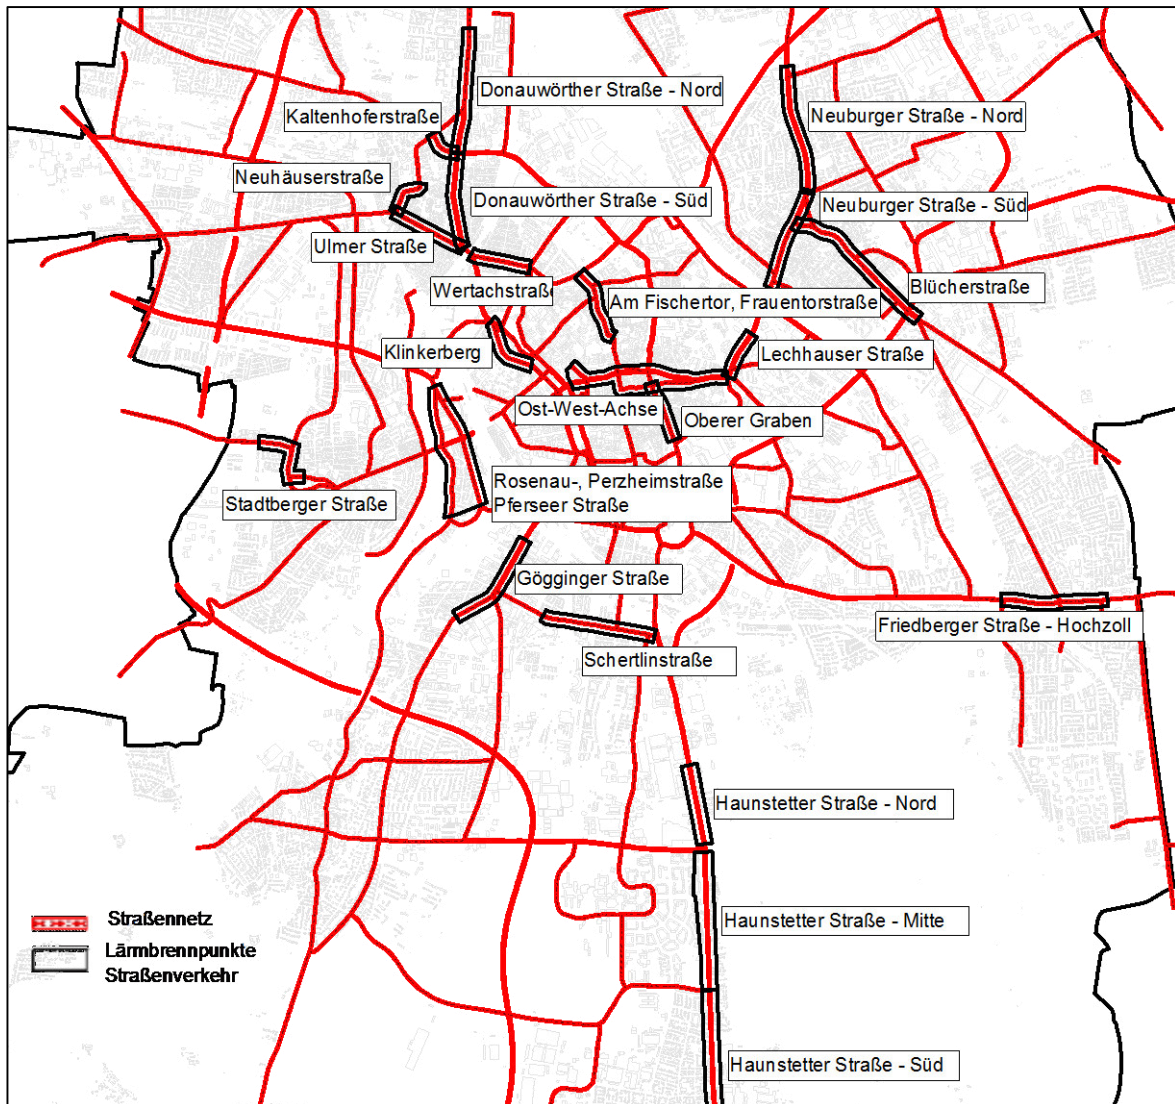 Donauwörther Straße - Nord
Kaltenhoferstraße
Neuburger Straße - Nord
Neuhäuserstraße
Donauwörther Straße - Süd
Neuburger Straße - Süd
Ulmer Straße
Wertachstraße
Am Fischertor, Frauentorstraße
Blücherstraße
Klinkerberg
Lechhauser Straße
Ost-West-Achse
Oberer Graben
Rosenau-, Perzheimstraße
Pferseer Straße
Stadtberger Straße
Gögginger Straße
Friedberger Straße - Hochzoll
Schertlinstraße
Haunstetter Straße - Nord
Haunstetter Straße - Mitte
Straßennetz
Lärmbrennpunkte
Straßenverkehr
Haunstetter Straße - Süd